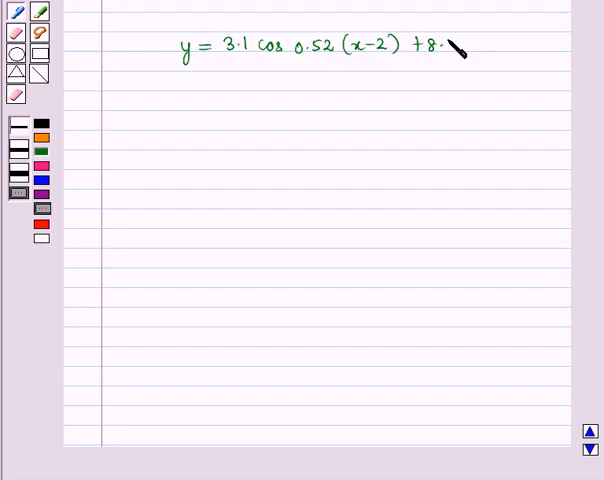 y = 3.1 cos 0.52 (x-2) +8.